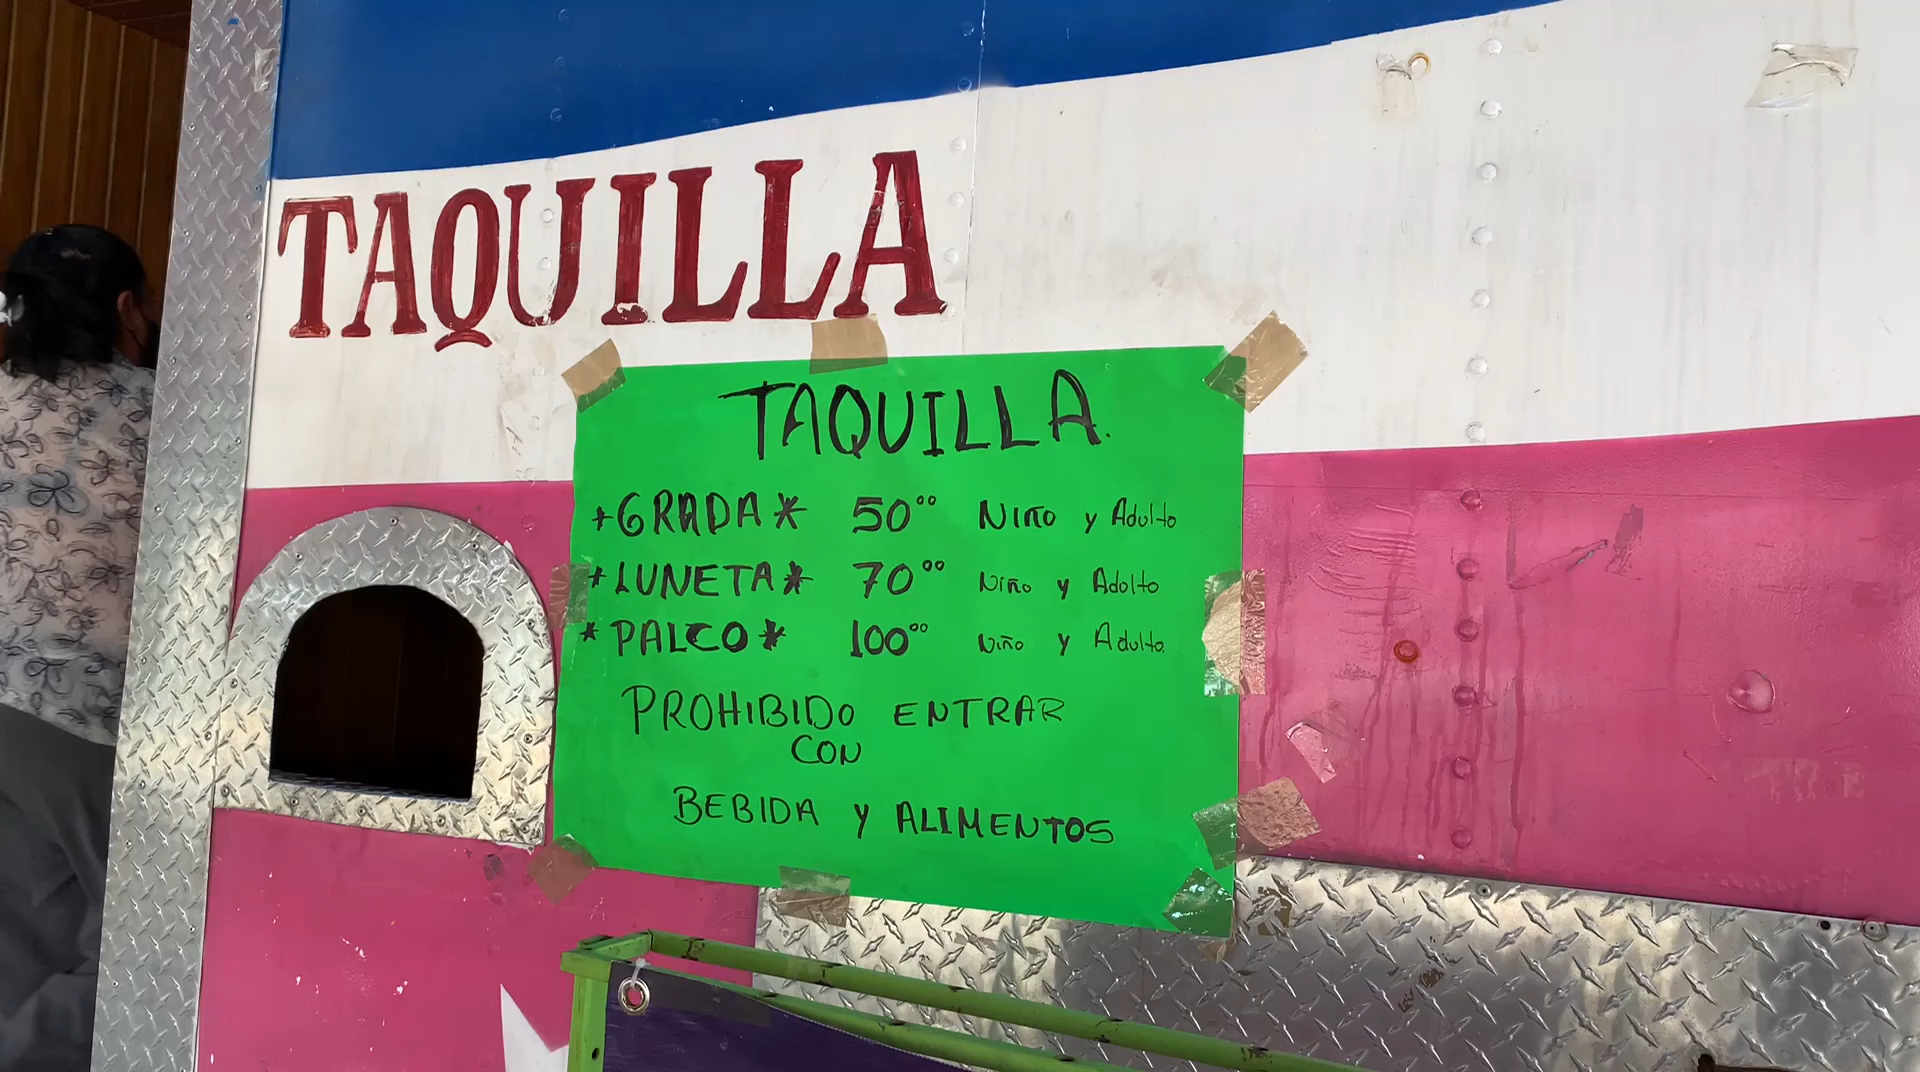 TAQUILLA
TAQUILLA.
*GRADA* 50°° Niño y Adulto
*LUNETA* 70°° Niño y Adulto
*PALCO* 100°° Niño y Adulto.
PROHIBIDO ENTRAR
CON
BEBIDA y ALIMENTOS